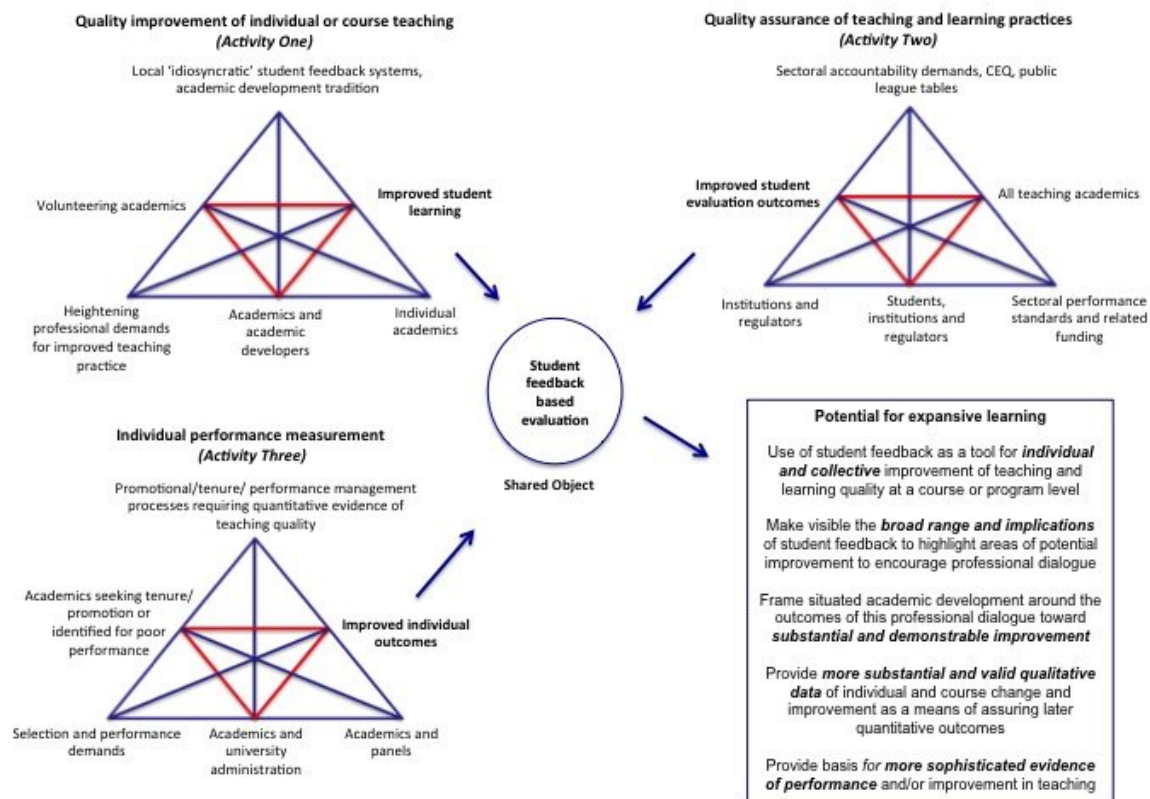 Quality improvement of individual or course teaching
(Activity One)
Local 'idiosyncratic' student feedback systems,
academic development tradition
Volunteering academics
Improved student
learning
Heightening
professional demands
for improved teaching
practice
Academics and
academic
developers
Individual
academics
Quality assurance of teaching and learning practices
(Activity Two)
Sectoral accountability demands, CEQ, public
league tables
Improved student
evaluation outcomes
All teaching academics
Institutions and
regulators
Students,
institutions and
regulators
Sectoral performance
standards and related
funding
Student
feedback
based
evaluation
Shared Object
Individual performance measurement
(Activity Three)
Promotional/tenure/ performance management
processes requiring quantitative evidence of
teaching quality
Academics seeking tenure/
promotion or
identified for poor
performance
Improved individual
outcomes
Selection and performance
demands
Academics and
university
administration
Academics and
panels
Potential for expansive learning
Use of student feedback as a tool for individual
and collective improvement of teaching and
learning quality at a course or program level
Make visible the broad range and implications
of student feedback to highlight areas of potential
improvement to encourage professional dialogue
Frame situated academic development around the
outcomes of this professional dialogue toward
substantial and demonstrable improvement
Provide more substantial and valid qualitative
data of individual and course change and
improvement as a means of assuring later
quantitative outcomes
Provide basis for more sophisticated evidence
of performance and/or improvement in teaching